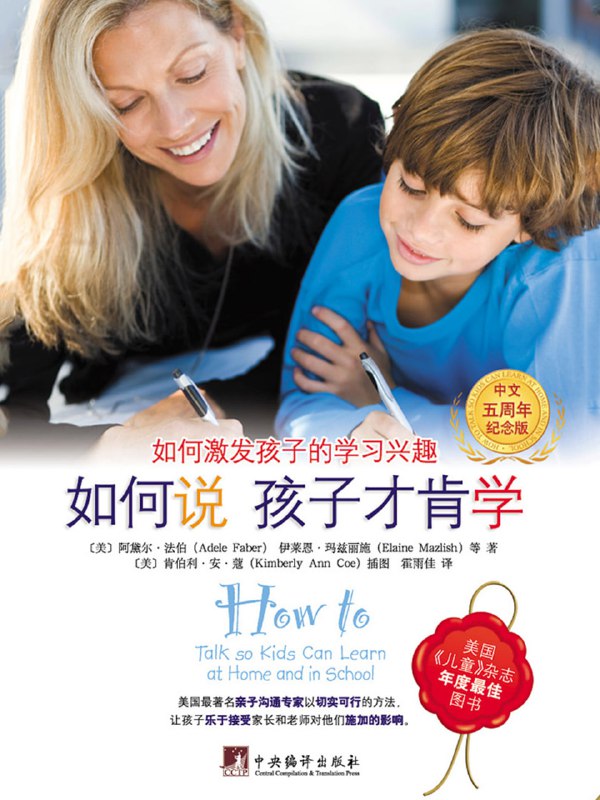 中文
五周年
纪念版
如何激发孩子的学习兴趣
如何说 孩子才肯学
〔美〕阿黛尔·法伯（Adele Faber） 伊莱恩·玛兹丽施（Elaine Mazlish）等 著
〔美〕肯伯利·安·蔻（Kimberly Ann Coe）插图 霍雨佳 译
How to
Talk so Kids Can Learn
at Home and in School
美国
《儿童》杂志
年度最佳
图书
美国最著名亲子沟通专家以切实可行的方法，
让孩子乐于接受家长和老师对他们施加的影响。
CCTP
中央编译出版社
Central Compilation & Translation Press